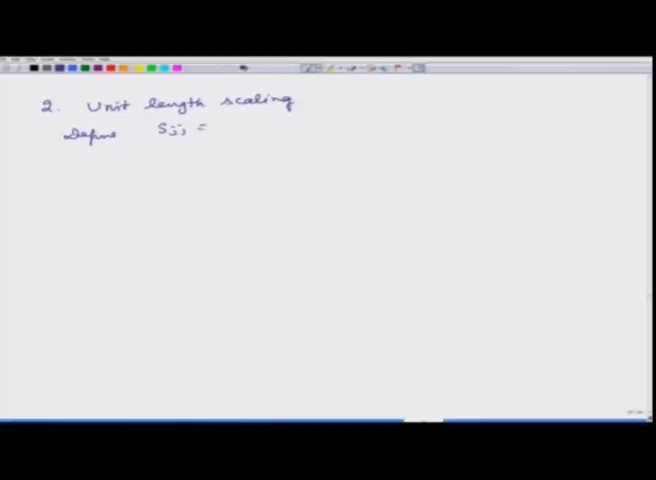 2. Unit length scaling
Define Sjj =